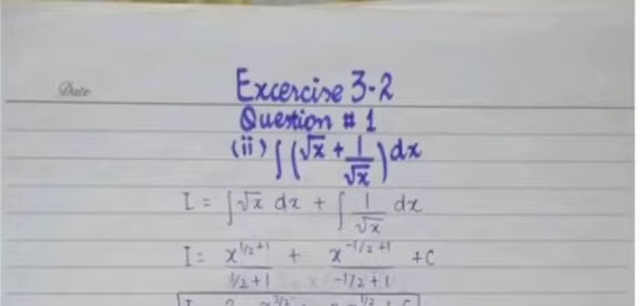 Date
Excercise 3-2
Question # 1
(ii) ∫(√x + 1/√x) dx
I = ∫√x dx + ∫ 1/√x dx
I = x^(1/2+1)/(1/2+1) + x^(-1/2+1)/(-1/2+1) + C